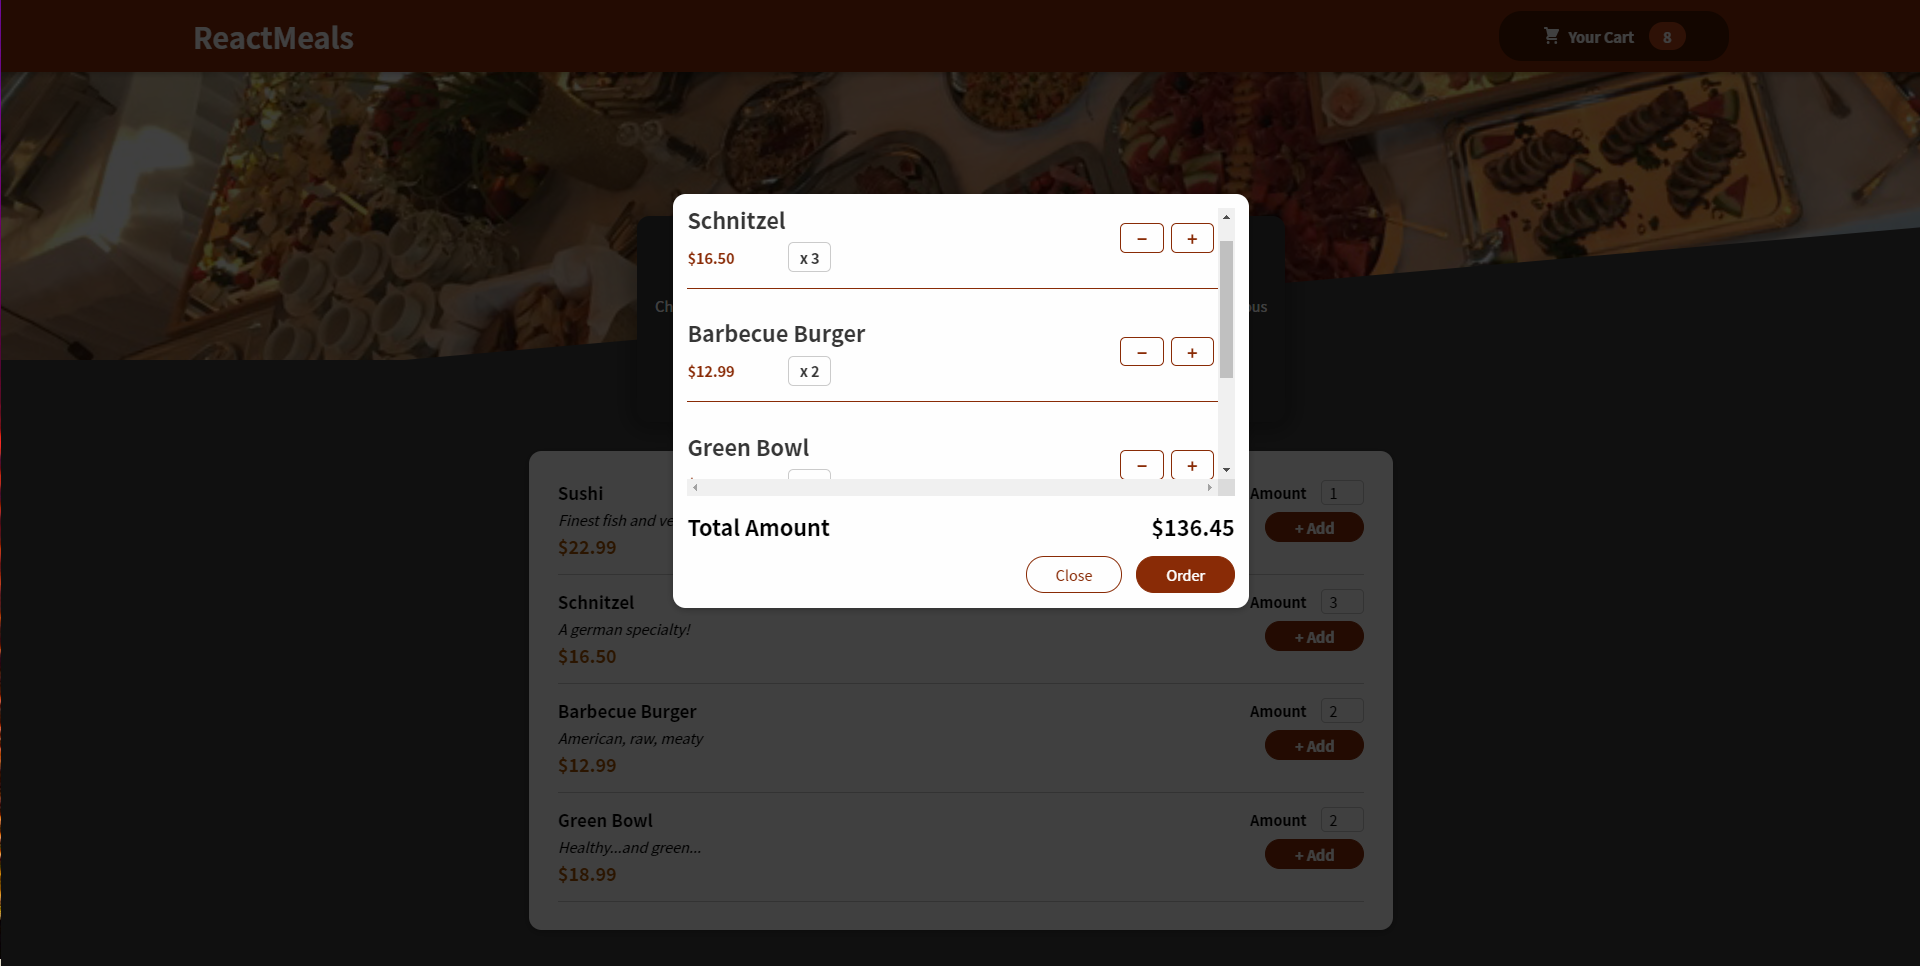 ReactMeals
Your Cart 8
Schnitzel
$16.50 x 3
− +
Barbecue Burger
$12.99 x 2
− +
Green Bowl
− +
Total Amount $136.45
Close Order
Sushi
Finest fish and ve
$22.99
Amount 1
+ Add
Schnitzel
A german specialty!
$16.50
Amount 3
+ Add
Barbecue Burger
American, raw, meaty
$12.99
Amount 2
+ Add
Green Bowl
Healthy...and green...
$18.99
Amount 2
+ Add